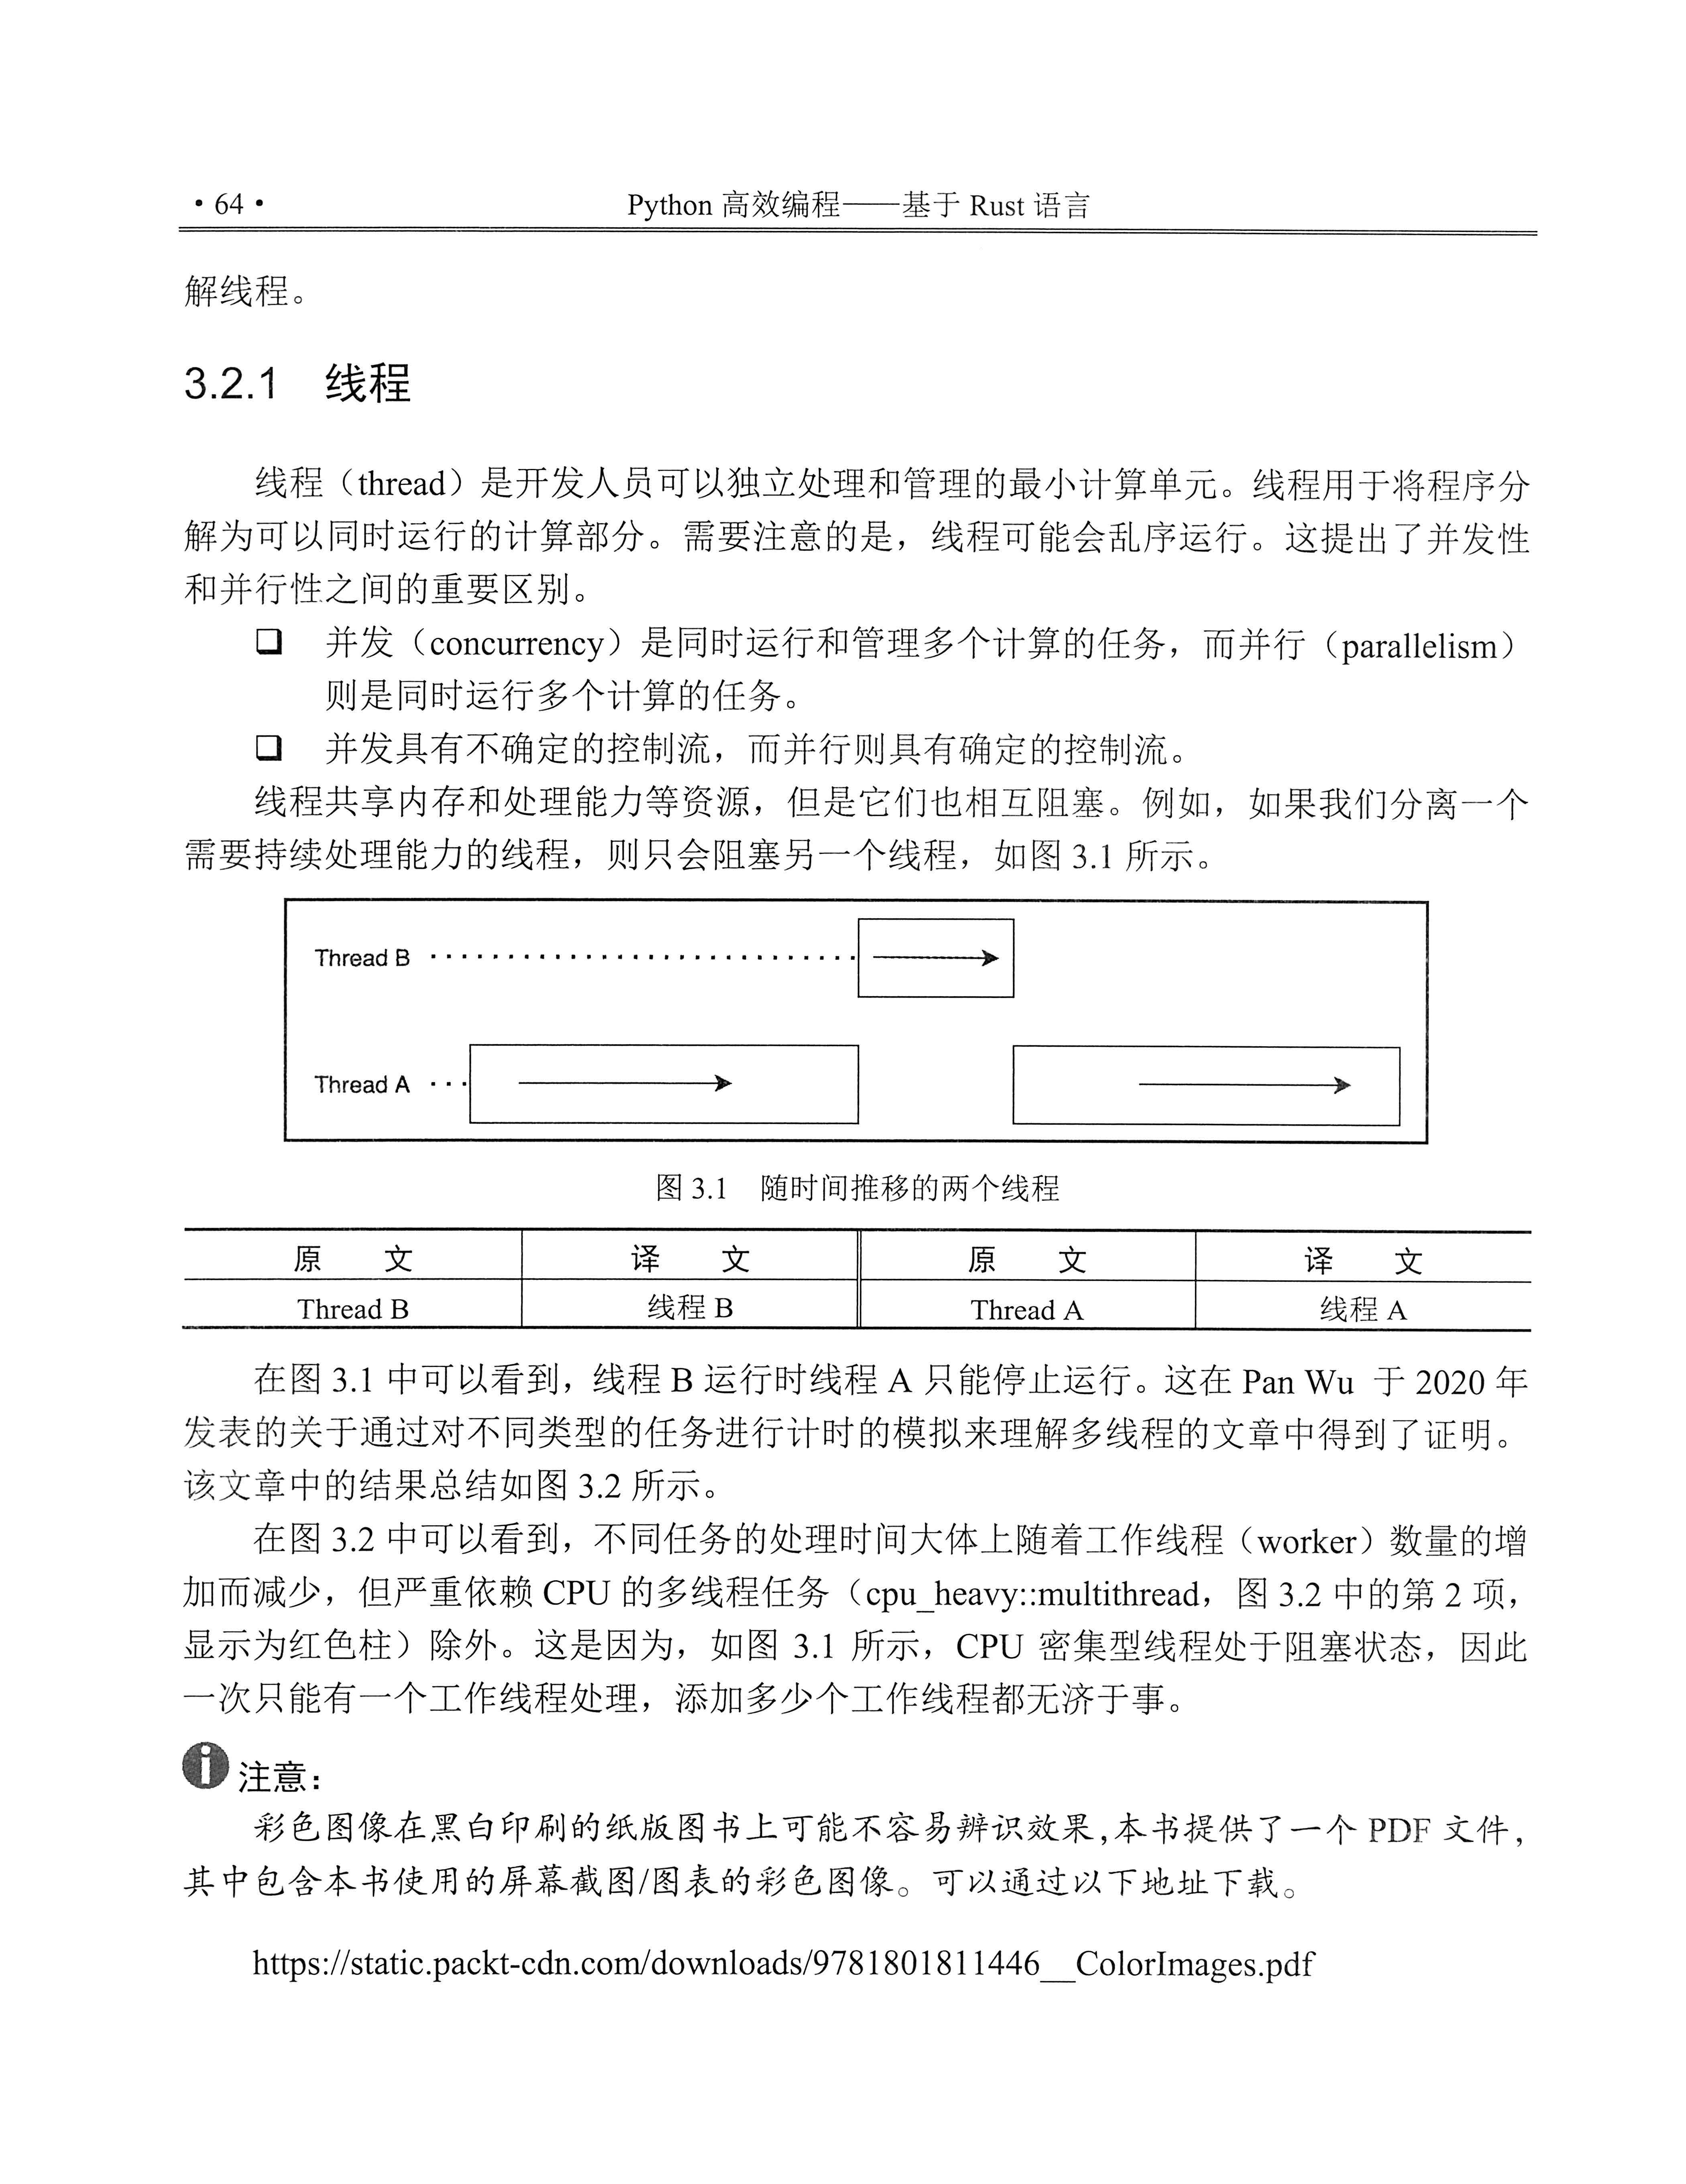 • 64 •
Python 高效编程——基于 Rust 语言
解线程。
3.2.1 线程
线程（thread）是开发人员可以独立处理和管理的最小计算单元。线程用于将程序分
解为可以同时运行的计算部分。需要注意的是，线程可能会乱序运行。这提出了并发性
和并行性之间的重要区别。
❑ 并发（concurrency）是同时运行和管理多个计算的任务，而并行（parallelism）
则是同时运行多个计算的任务。
❑ 并发具有不确定的控制流，而并行则具有确定的控制流。
线程共享内存和处理能力等资源，但是它们也相互阻塞。例如，如果我们分离一个
需要持续处理能力的线程，则只会阻塞另一个线程，如图 3.1 所示。
Thread B
Thread A
图 3.1 随时间推移的两个线程
原 文 译 文 原 文 译 文
Thread B 线程 B Thread A 线程 A
在图 3.1 中可以看到，线程 B 运行时线程 A 只能停止运行。这在 Pan Wu 于 2020 年
发表的关于通过对不同类型的任务进行计时的模拟来理解多线程的文章中得到了证明。
该文章中的结果总结如图 3.2 所示。
在图 3.2 中可以看到，不同任务的处理时间大体上随着工作线程（worker）数量的增
加而减少，但严重依赖 CPU 的多线程任务（cpu_heavy::multithread，图 3.2 中的第 2 项，
显示为红色柱）除外。这是因为，如图 3.1 所示，CPU 密集型线程处于阻塞状态，因此
一次只能有一个工作线程处理，添加多少个工作线程都无济于事。
注意：
彩色图像在黑白印刷的纸版图书上可能不容易辨识效果，本书提供了一个 PDF 文件，
其中包含本书使用的屏幕截图/图表的彩色图像。可以通过以下地址下载。
https://static.packt-cdn.com/downloads/9781801811446__ColorImages.pdf